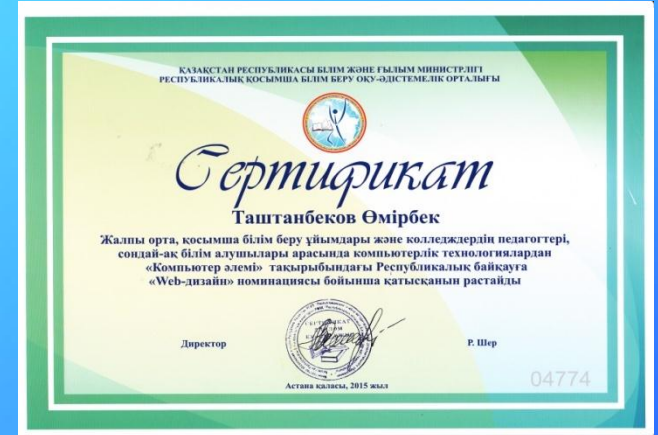 ҚАЗАҚСТАН РЕСПУБЛИКАСЫ БІЛІМ ЖӘНЕ ҒЫЛЫМ МИНИСТРЛІГІ
РЕСПУБЛИКАЛЫҚ ҚОСЫМША БІЛІМ БЕРУ ОҚУ-ӘДІСТЕМЕЛІК ОРТАЛЫҒЫ
Сертификат
Таштанбеков Өмірбек
Жалпы орта, қосымша білім беру ұйымдары және колледждердің педагогтері,
сондай-ақ білім алушылары арасында компьютерлік технологиялардан
«Компьютер әлемі» тақырыбындағы Республикалық байқауға
«Web-дизайн» номинациясы бойынша қатысқанын растайды
Директор
Р. Шер
Астана қаласы, 2015 жыл
04774